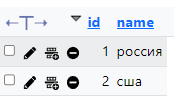 ←T→ id name
1 россия
2 сша